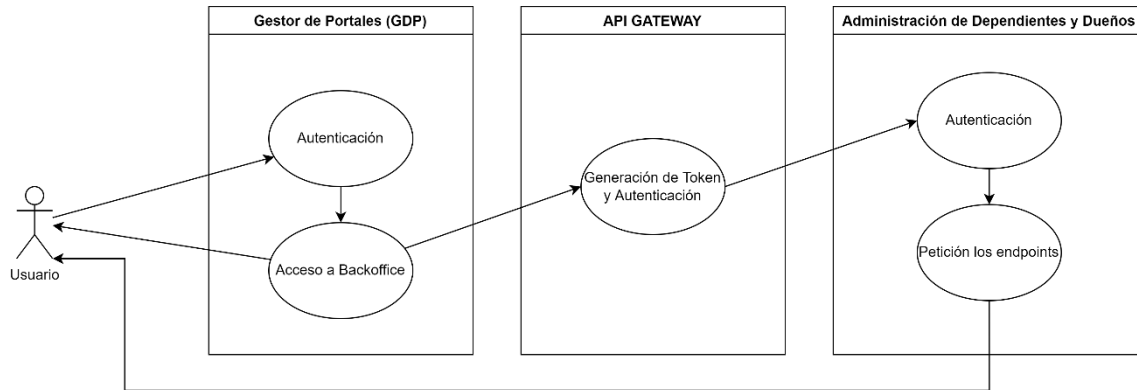 Gestor de Portales (GDP)
API GATEWAY
Administración de Dependientes y Dueños
Autenticación
Autenticación
Generación de Token
y Autenticación
Acceso a Backoffice
Petición los endpoints
Usuario